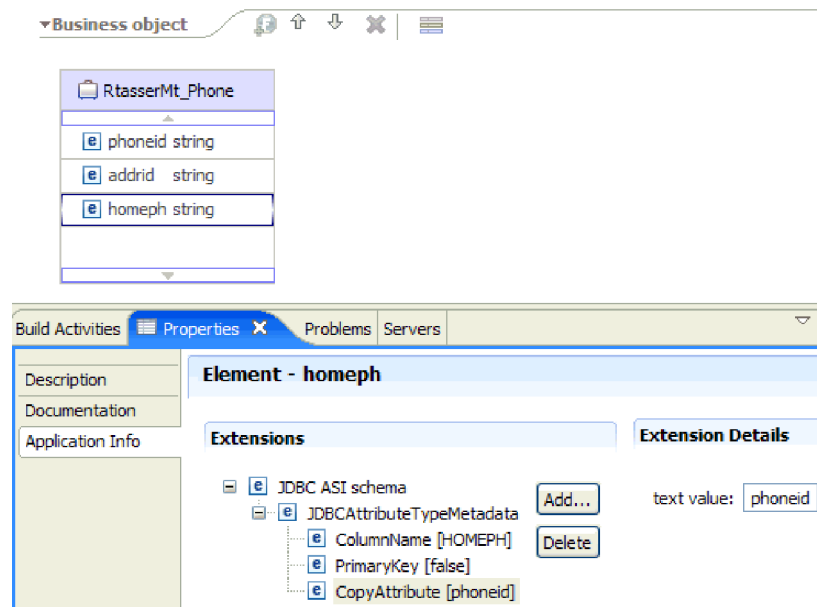 Business object
RtasserMt_Phone
phoneid string
addrid string
homeph string
Build Activities Properties Problems Servers
Description
Documentation
Application Info
Element - homeph
Extensions
Extension Details
JDBC ASI schema
JDBCAttributeTypeMetadata
ColumnName [HOMEPH]
PrimaryKey [false]
CopyAttribute [phoneid]
Add...
Delete
text value: phoneid